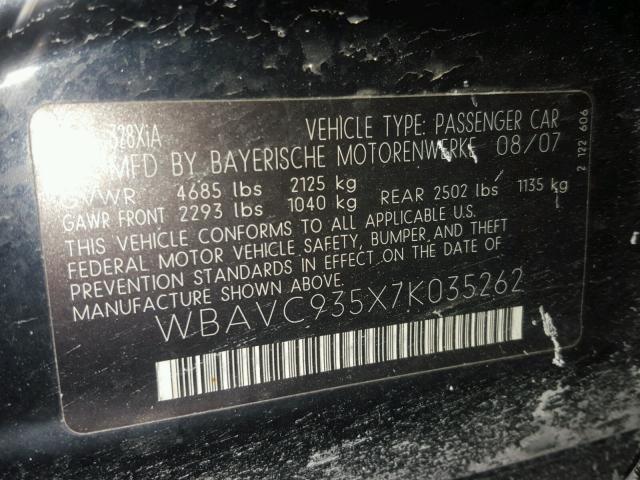 328XiA VEHICLE TYPE: PASSENGER CAR
MFD BY BAYERISCHE MOTORENWERKE 08/07
GVWR 4685 lbs 2125 kg
GAWR FRONT 2293 lbs 1040 kg REAR 2502 lbs 1135 kg
THIS VEHICLE CONFORMS TO ALL APPLICABLE U.S.
FEDERAL MOTOR VEHICLE SAFETY, BUMPER AND THEFT
PREVENTION STANDARDS IN EFFECT ON THE DATE OF
MANUFACTURE SHOWN ABOVE.
WBAVC935X7K035262
2 122 606